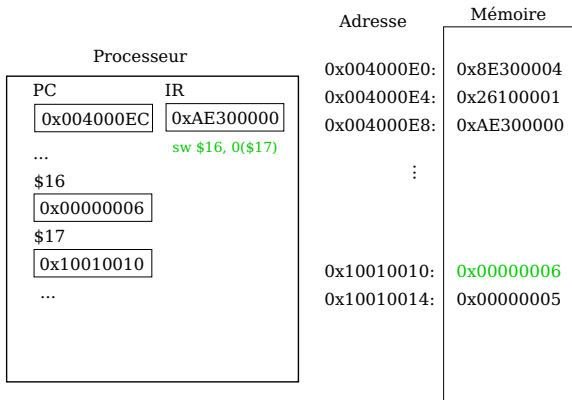 Processeur
PC
IR
0x004000EC
0xAE300000
sw $16, 0($17)
...
$16
0x00000006
$17
0x10010010
...
Adresse
Mémoire
0x004000E0: 0x8E300004
0x004000E4: 0x26100001
0x004000E8: 0xAE300000
⋮
0x10010010: 0x00000006
0x10010014: 0x00000005